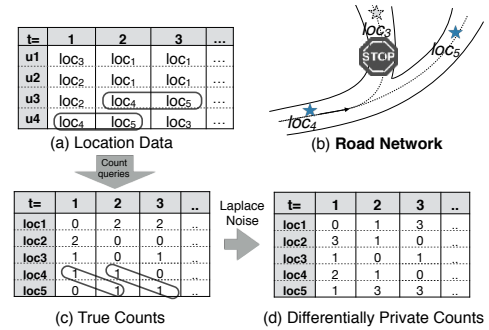 t= 1 2 3 ...
u1 loc3 loc1 loc1 ...
u2 loc2 loc1 loc1 ...
u3 loc2 loc4 loc5 ...
u4 loc4 loc5 loc3 ...
(a) Location Data
loc3
STOP
loc5
loc4
(b) Road Network
Count
queries
t= 1 2 3 ..
loc1 0 2 2 ..
loc2 2 0 0 ..
loc3 1 0 1 ..
loc4 1 1 0 ..
loc5 0 1 1 ..
(c) True Counts
Laplace
Noise
t= 1 2 3 ..
loc1 0 1 3 ..
loc2 3 1 0 ..
loc3 1 0 1 ..
loc4 2 1 0 ..
loc5 1 3 3 ..
(d) Differentially Private Counts